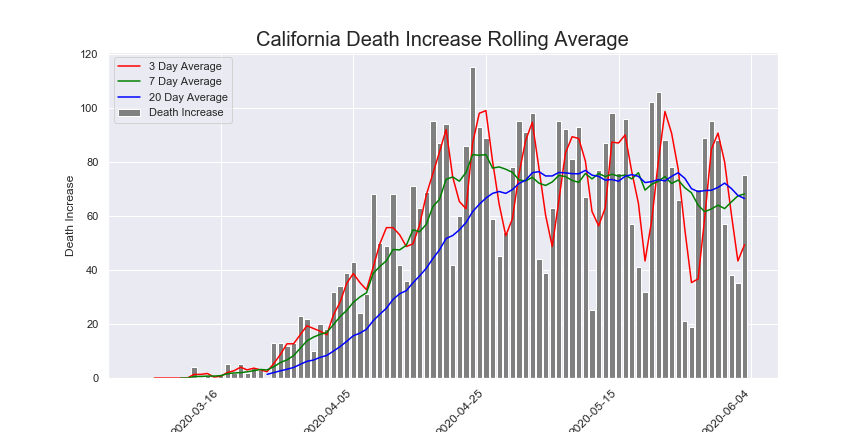 California Death Increase Rolling Average
3 Day Average
7 Day Average
20 Day Average
Death Increase
Death Increase
120
100
80
60
40
20
0
2020-03-16
2020-04-05
2020-04-25
2020-05-15
2020-06-04